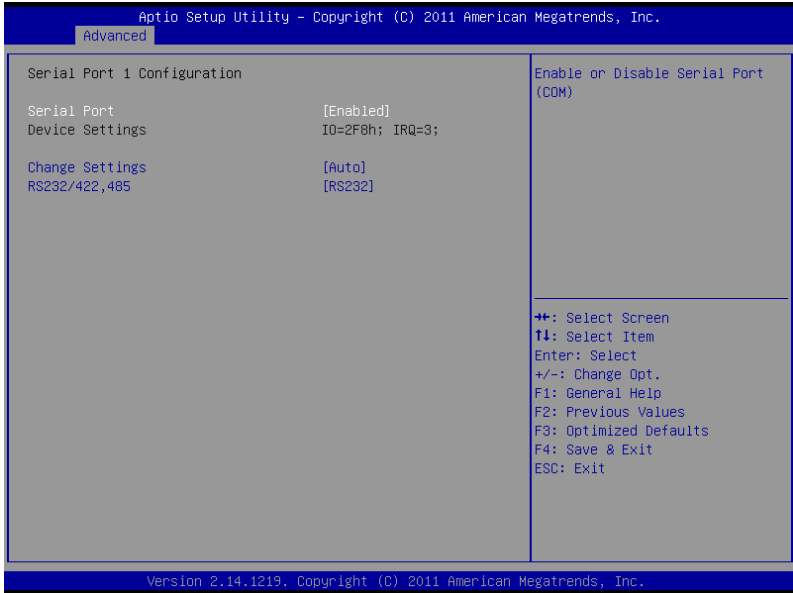 Aptio Setup Utility – Copyright (C) 2011 American Megatrends, Inc.
Advanced
Serial Port 1 Configuration
Serial Port [Enabled]
Device Settings IO=2F8h; IRQ=3;
Change Settings [Auto]
RS232/422,485 [RS232]
Enable or Disable Serial Port
(COM)
→←: Select Screen
↑↓: Select Item
Enter: Select
+/-: Change Opt.
F1: General Help
F2: Previous Values
F3: Optimized Defaults
F4: Save & Exit
ESC: Exit
Version 2.14.1219. Copyright (C) 2011 American Megatrends, Inc.